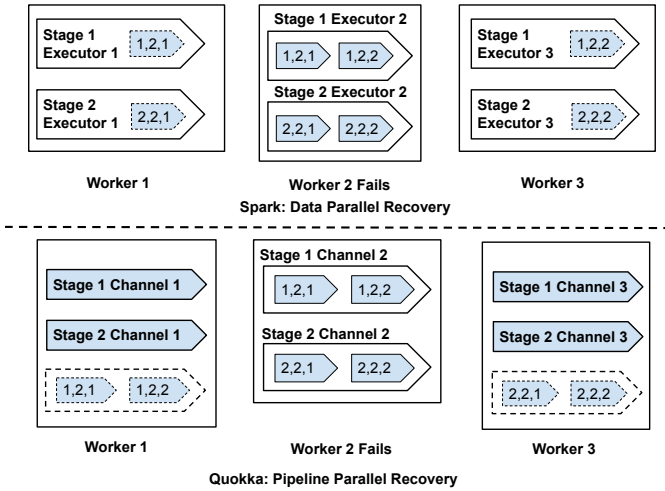 Stage 1
Executor 1
1,2,1
Stage 2
Executor 1
2,2,1
Stage 1 Executor 2
1,2,1
1,2,2
Stage 2 Executor 2
2,2,1
2,2,2
Stage 1
Executor 3
1,2,2
Stage 2
Executor 3
2,2,2
Worker 1
Worker 2 Fails
Worker 3
Spark: Data Parallel Recovery
Stage 1 Channel 1
Stage 2 Channel 1
1,2,1
1,2,2
Stage 1 Channel 2
1,2,1
1,2,2
Stage 2 Channel 2
2,2,1
2,2,2
Stage 1 Channel 3
Stage 2 Channel 3
2,2,1
2,2,2
Worker 1
Worker 2 Fails
Worker 3
Quokka: Pipeline Parallel Recovery